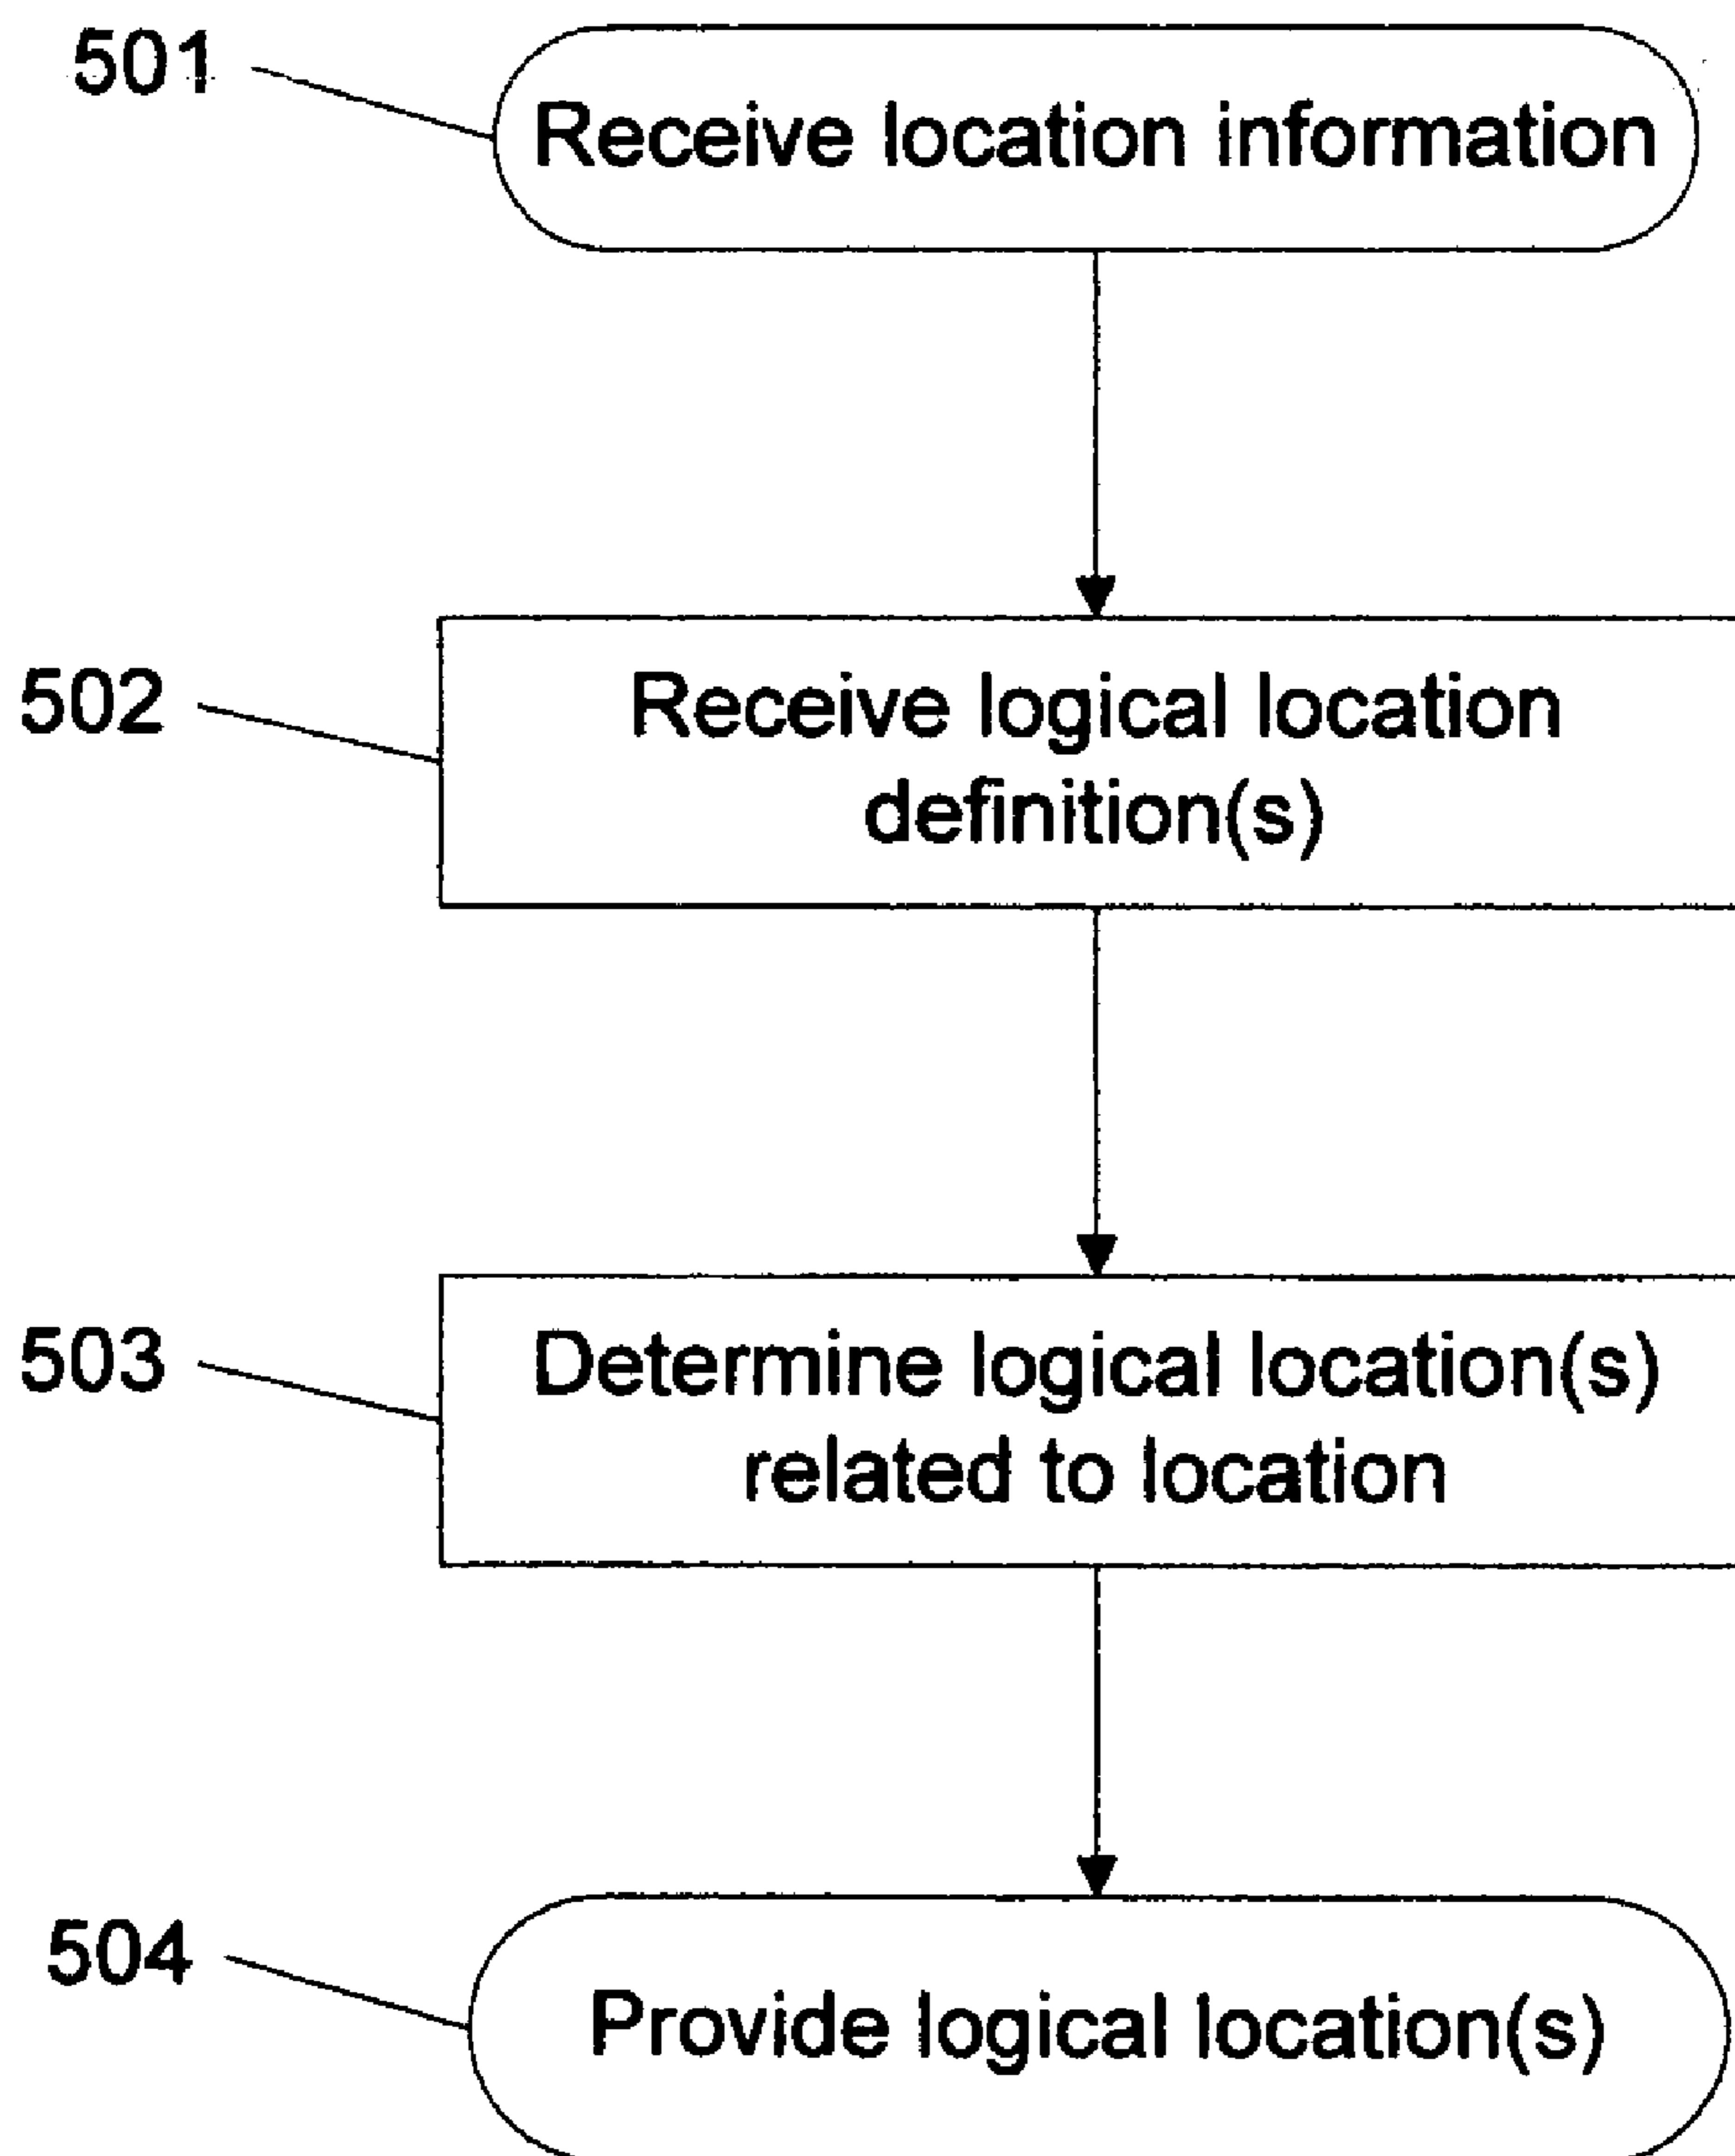 501
Receive location information
502
Receive logical location
definition(s)
503
Determine logical location(s)
related to location
504
Provide logical location(s)